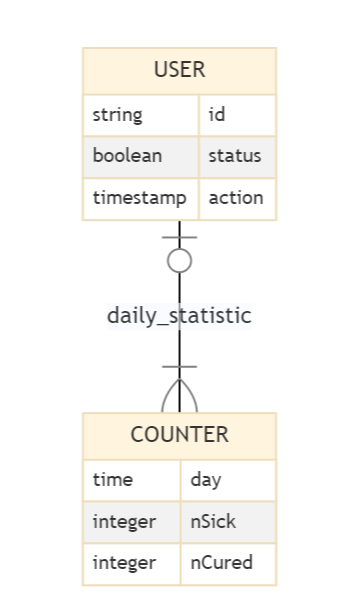 USER
string id
boolean status
timestamp action
daily_statistic
COUNTER
time day
integer nSick
integer nCured